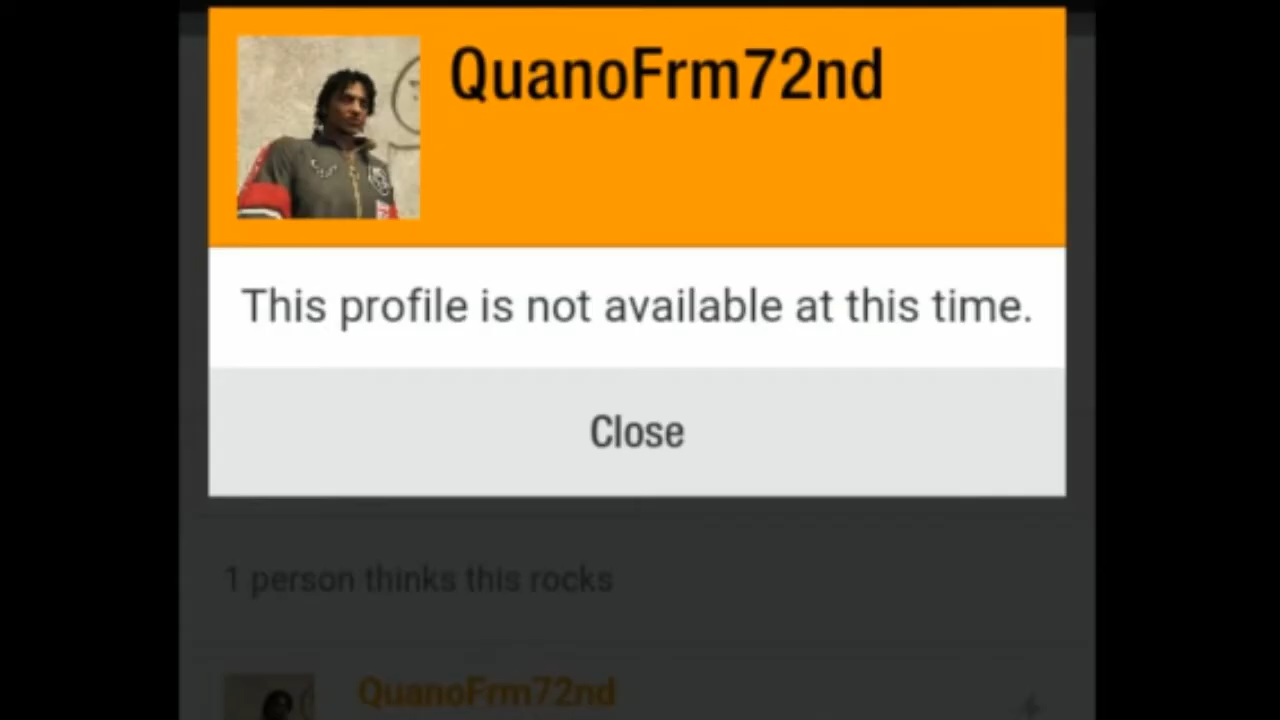 QuanoFrm72nd
This profile is not available at this time.
Close
1 person thinks this rocks
QuanoFrm72nd